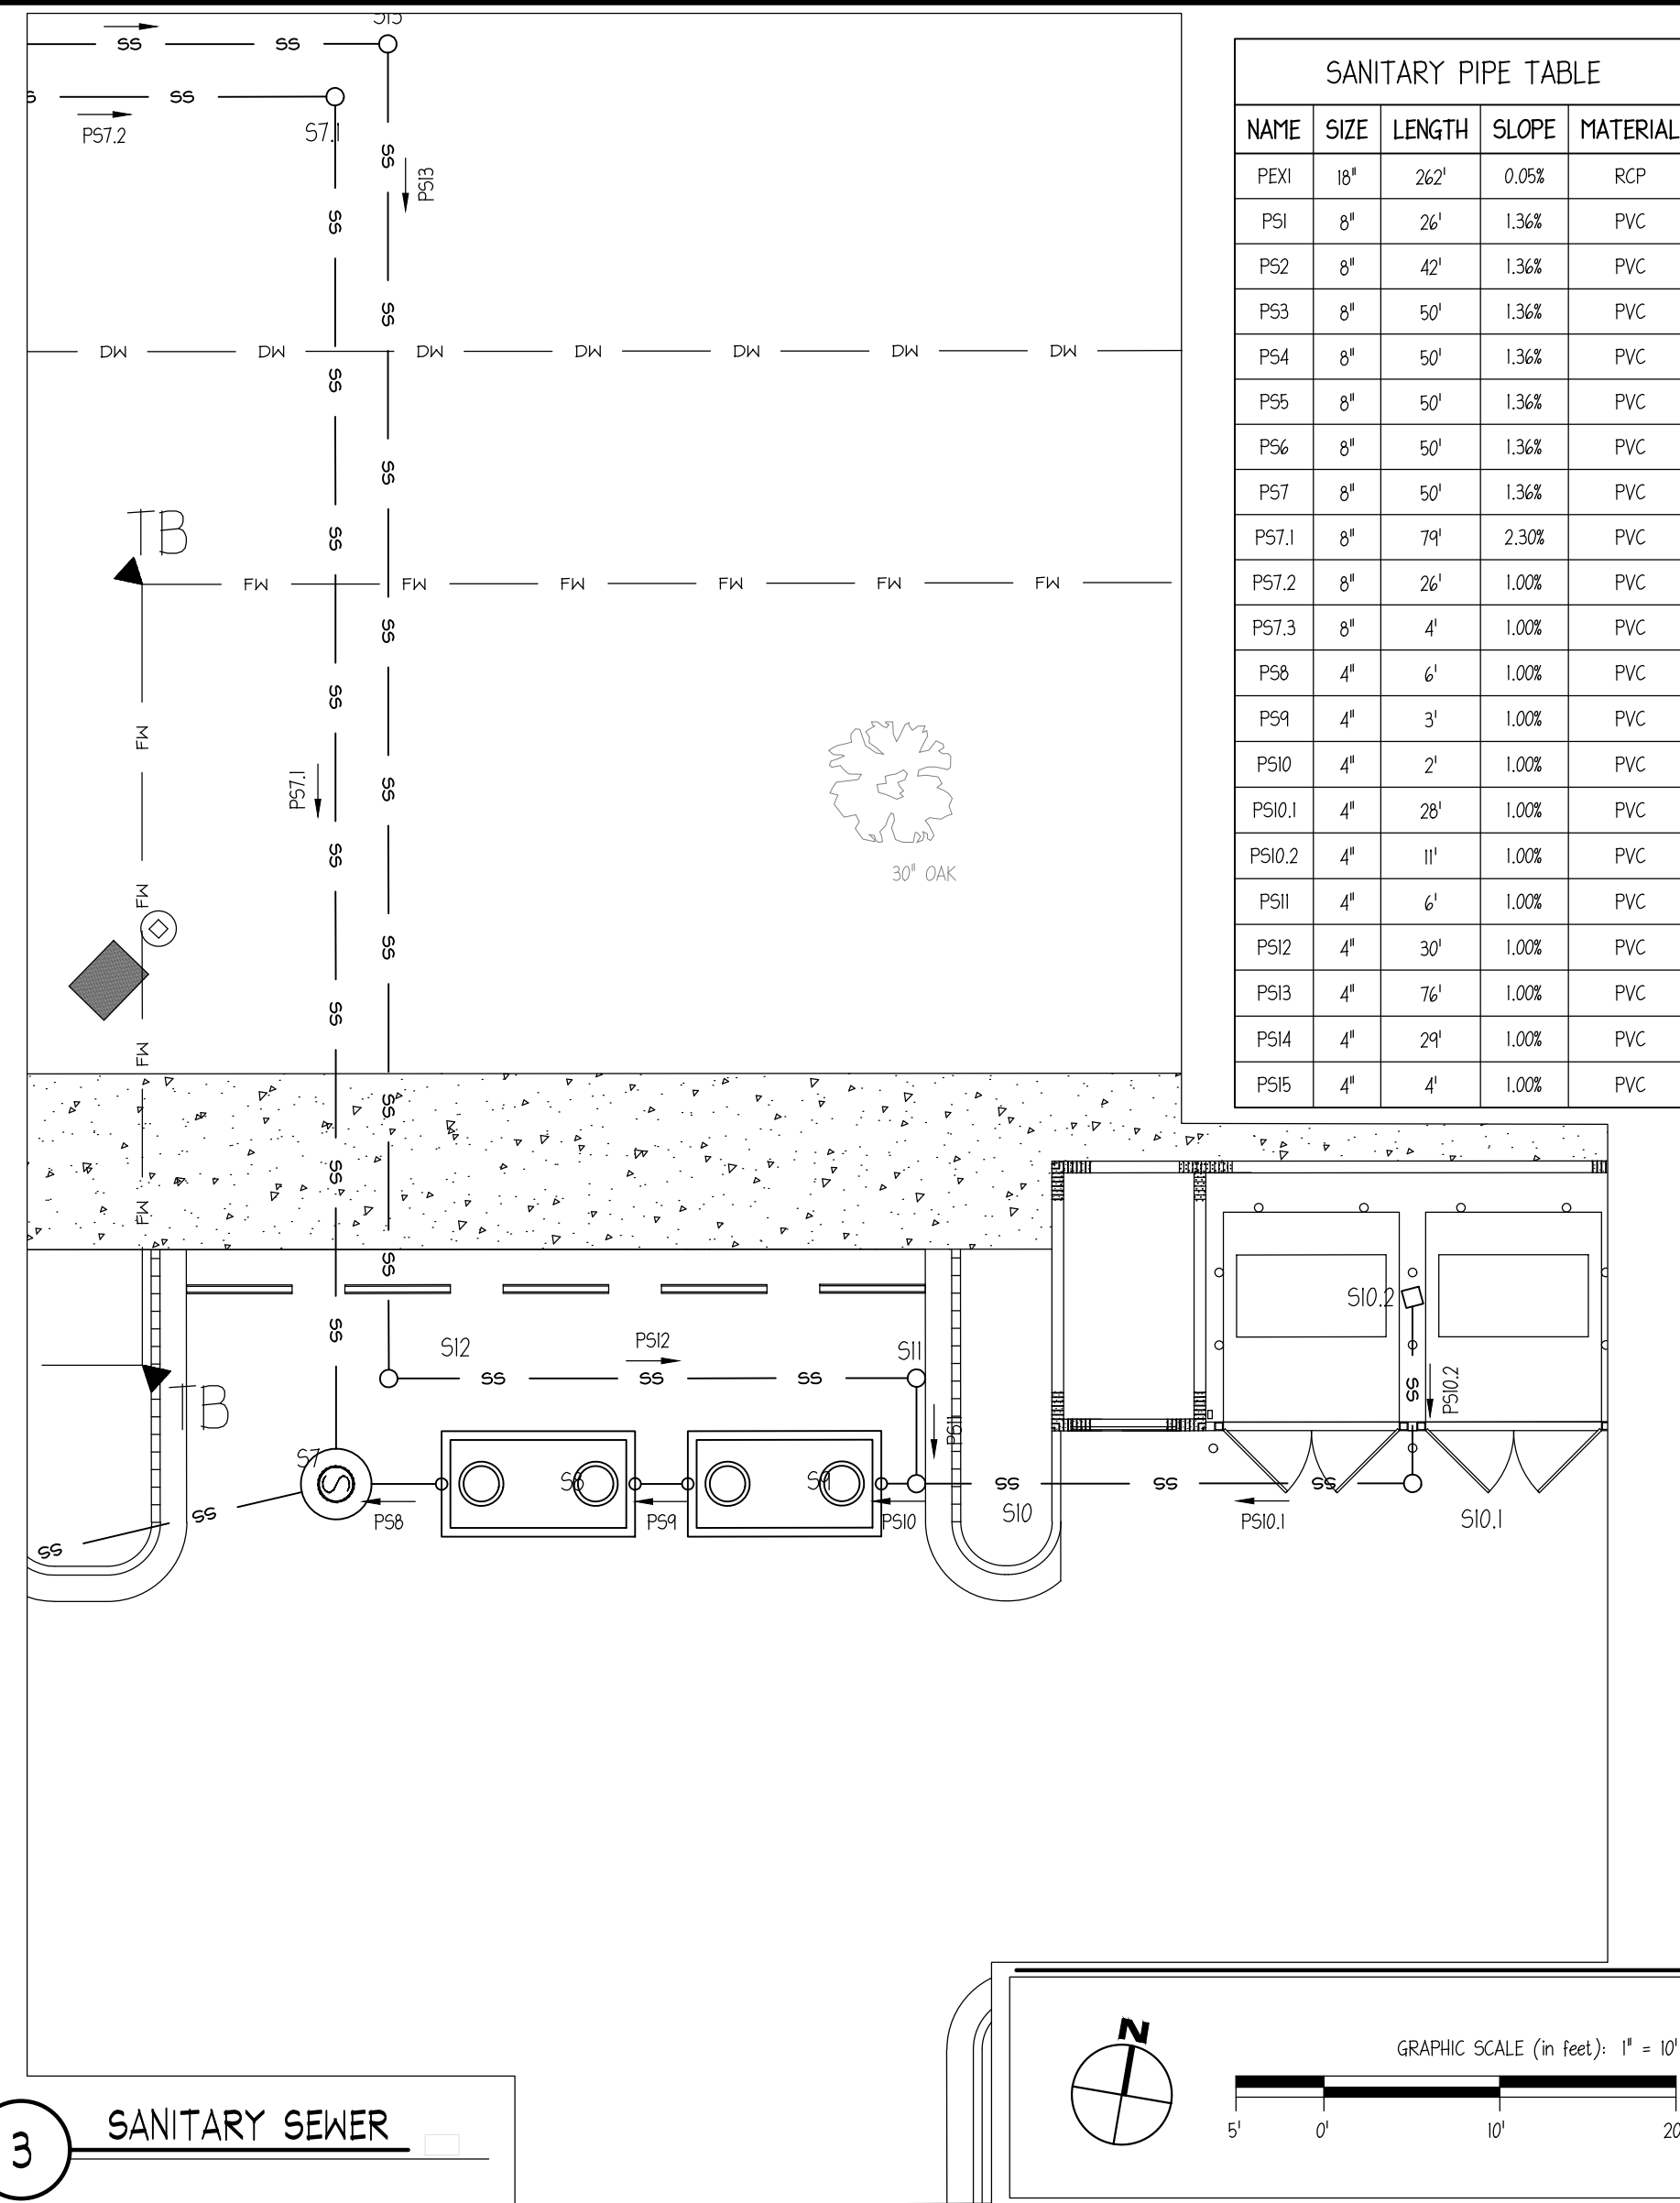 SS SS
SS
PS7.2
S7.1
SS
PS13
SS
SS
DW DW DW DW DW DW DW
SS
SS
TB
SS
FW FW FW FW FW FW
SS
SS
FM
PS7.1
SS
SS
30" OAK
FM
SS
SS
FM
SS
SS
FM
SS
SS
S12
PS12
S11
SS SS SS
TB
PS11
S10.2
SS
PS10.2
S7
S8
S9
SS SS SS
SS
PS8
PS9
PS10
S10
PS10.1
S10.1
SS
SANITARY PIPE TABLE
NAME SIZE LENGTH SLOPE MATERIAL
PEX1 18" 262' 0.05% RCP
PS1 8" 26' 1.36% PVC
PS2 8" 42' 1.36% PVC
PS3 8" 50' 1.36% PVC
PS4 8" 50' 1.36% PVC
PS5 8" 50' 1.36% PVC
PS6 8" 50' 1.36% PVC
PS7 8" 50' 1.36% PVC
PS7.1 8" 79' 2.30% PVC
PS7.2 8" 26' 1.00% PVC
PS7.3 8" 4' 1.00% PVC
PS8 4" 6' 1.00% PVC
PS9 4" 3' 1.00% PVC
PS10 4" 2' 1.00% PVC
PS10.1 4" 28' 1.00% PVC
PS10.2 4" 11' 1.00% PVC
PS11 4" 6' 1.00% PVC
PS12 4" 30' 1.00% PVC
PS13 4" 76' 1.00% PVC
PS14 4" 29' 1.00% PVC
PS15 4" 4' 1.00% PVC
3
SANITARY SEWER
N
GRAPHIC SCALE (in feet): 1" = 10'
5' 0' 10' 20